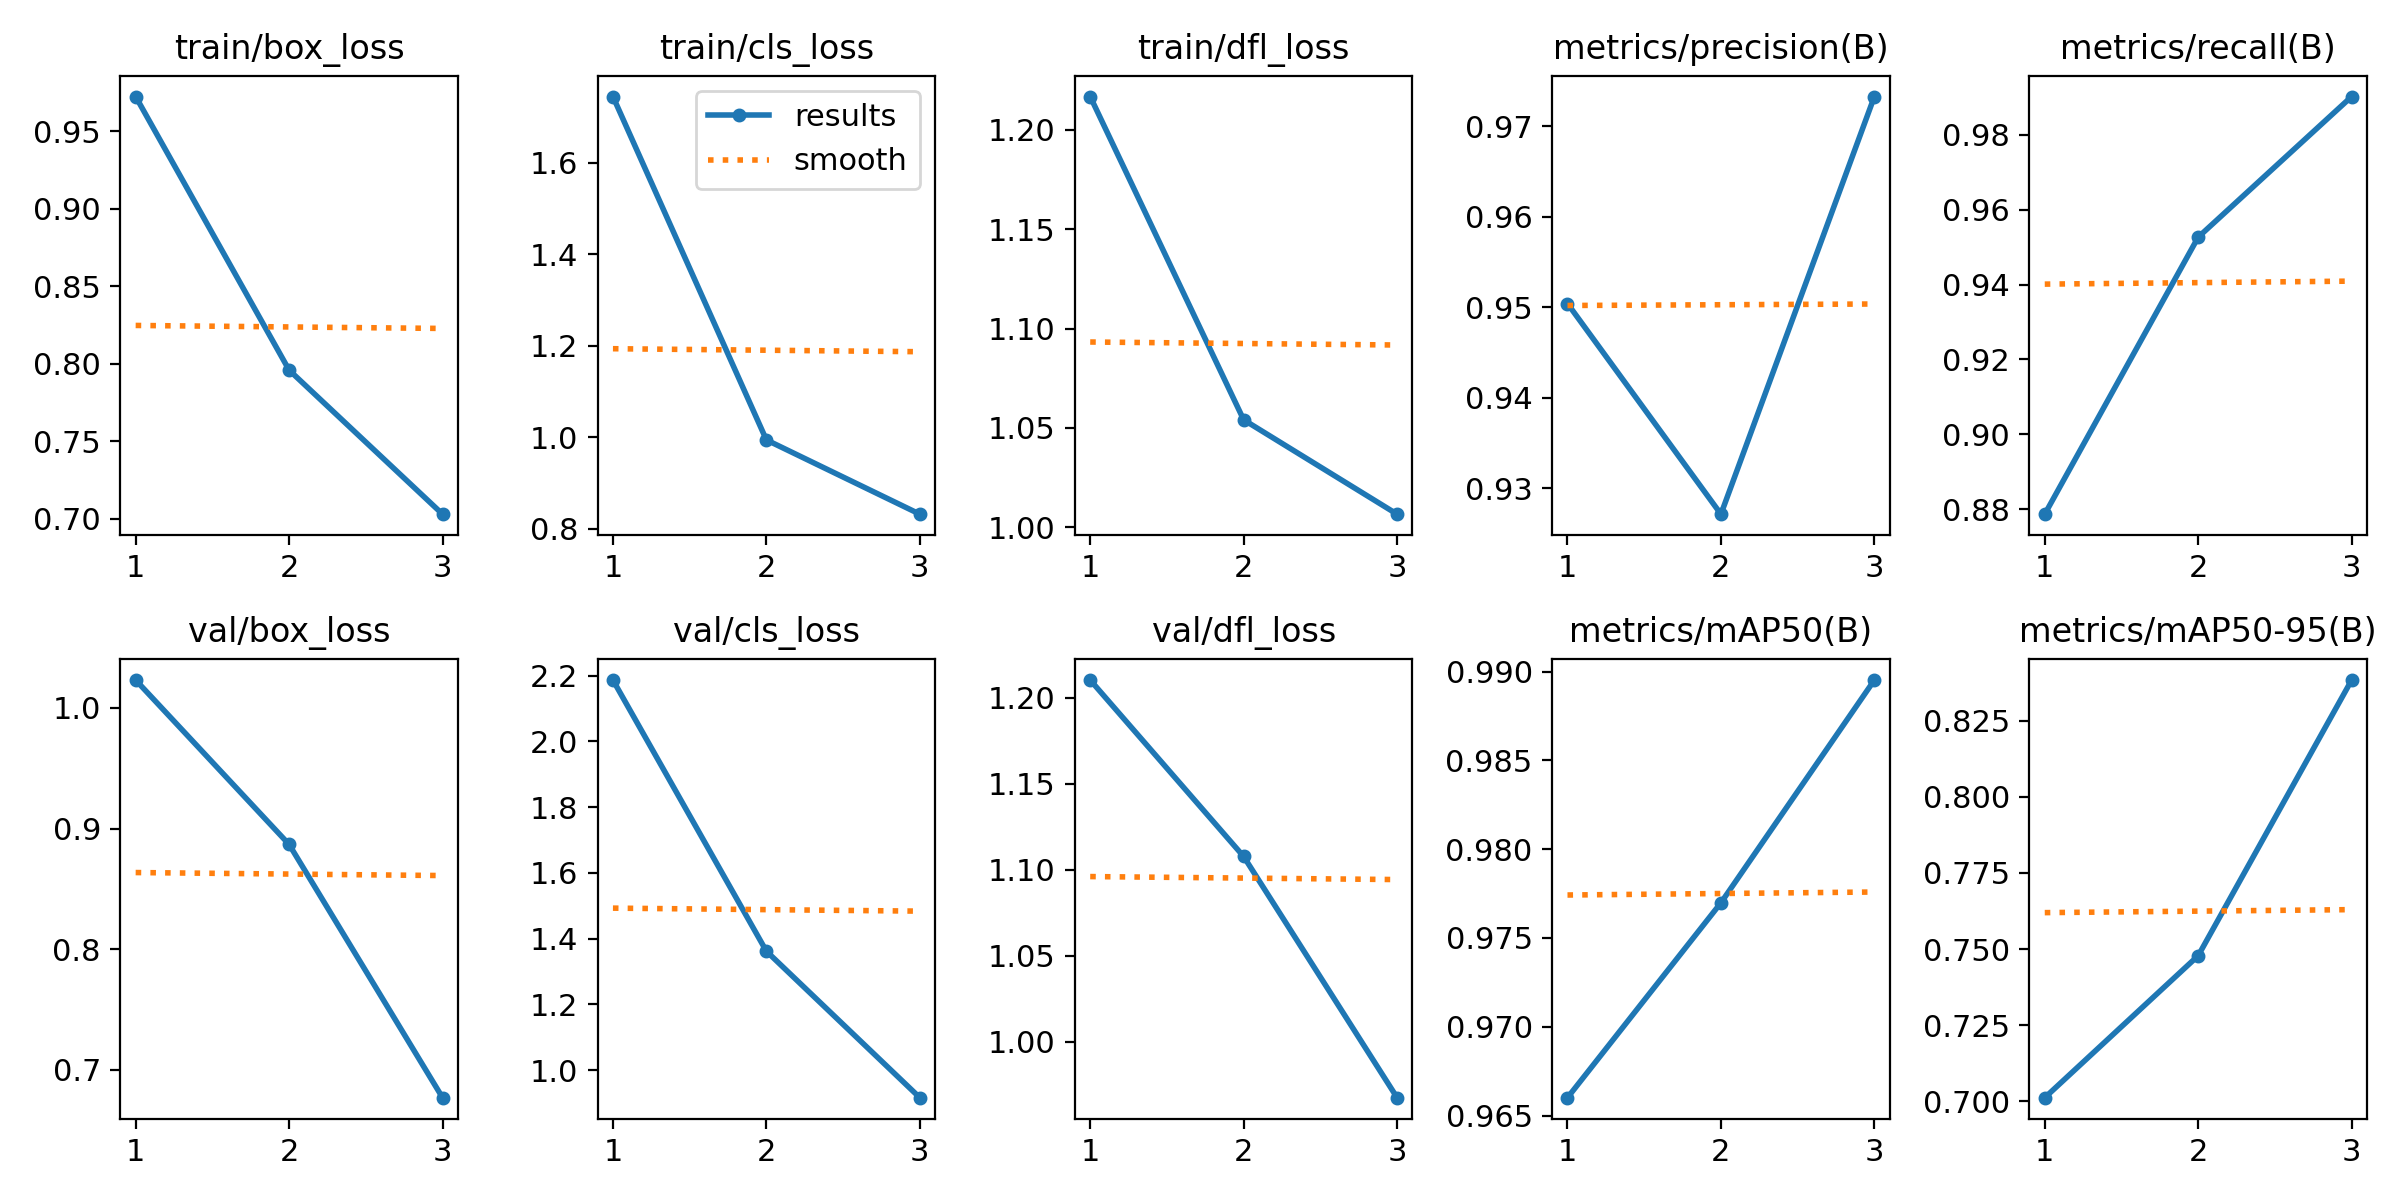 train/box_loss
0.95
0.90
0.85
0.80
0.75
0.70
1 2 3
train/cls_loss
results
smooth
1.6
1.4
1.2
1.0
0.8
1 2 3
train/dfl_loss
1.20
1.15
1.10
1.05
1.00
1 2 3
metrics/precision(B)
0.97
0.96
0.95
0.94
0.93
1 2 3
metrics/recall(B)
0.98
0.96
0.94
0.92
0.90
0.88
1 2 3
val/box_loss
1.0
0.9
0.8
0.7
1 2 3
val/cls_loss
2.2
2.0
1.8
1.6
1.4
1.2
1.0
1 2 3
val/dfl_loss
1.20
1.15
1.10
1.05
1.00
1 2 3
metrics/mAP50(B)
0.990
0.985
0.980
0.975
0.970
0.965
1 2 3
metrics/mAP50-95(B)
0.825
0.800
0.775
0.750
0.725
0.700
1 2 3